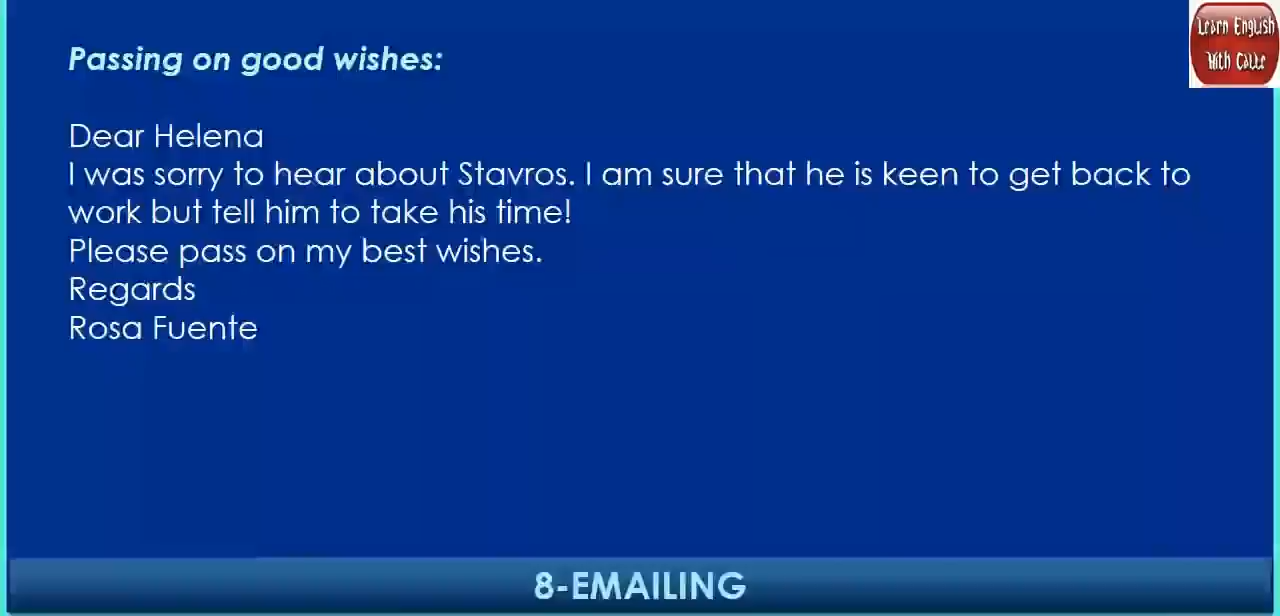 Learn English
With Callr
Passing on good wishes:
Dear Helena
I was sorry to hear about Stavros. I am sure that he is keen to get back to
work but tell him to take his time!
Please pass on my best wishes.
Regards
Rosa Fuente
8-EMAILING